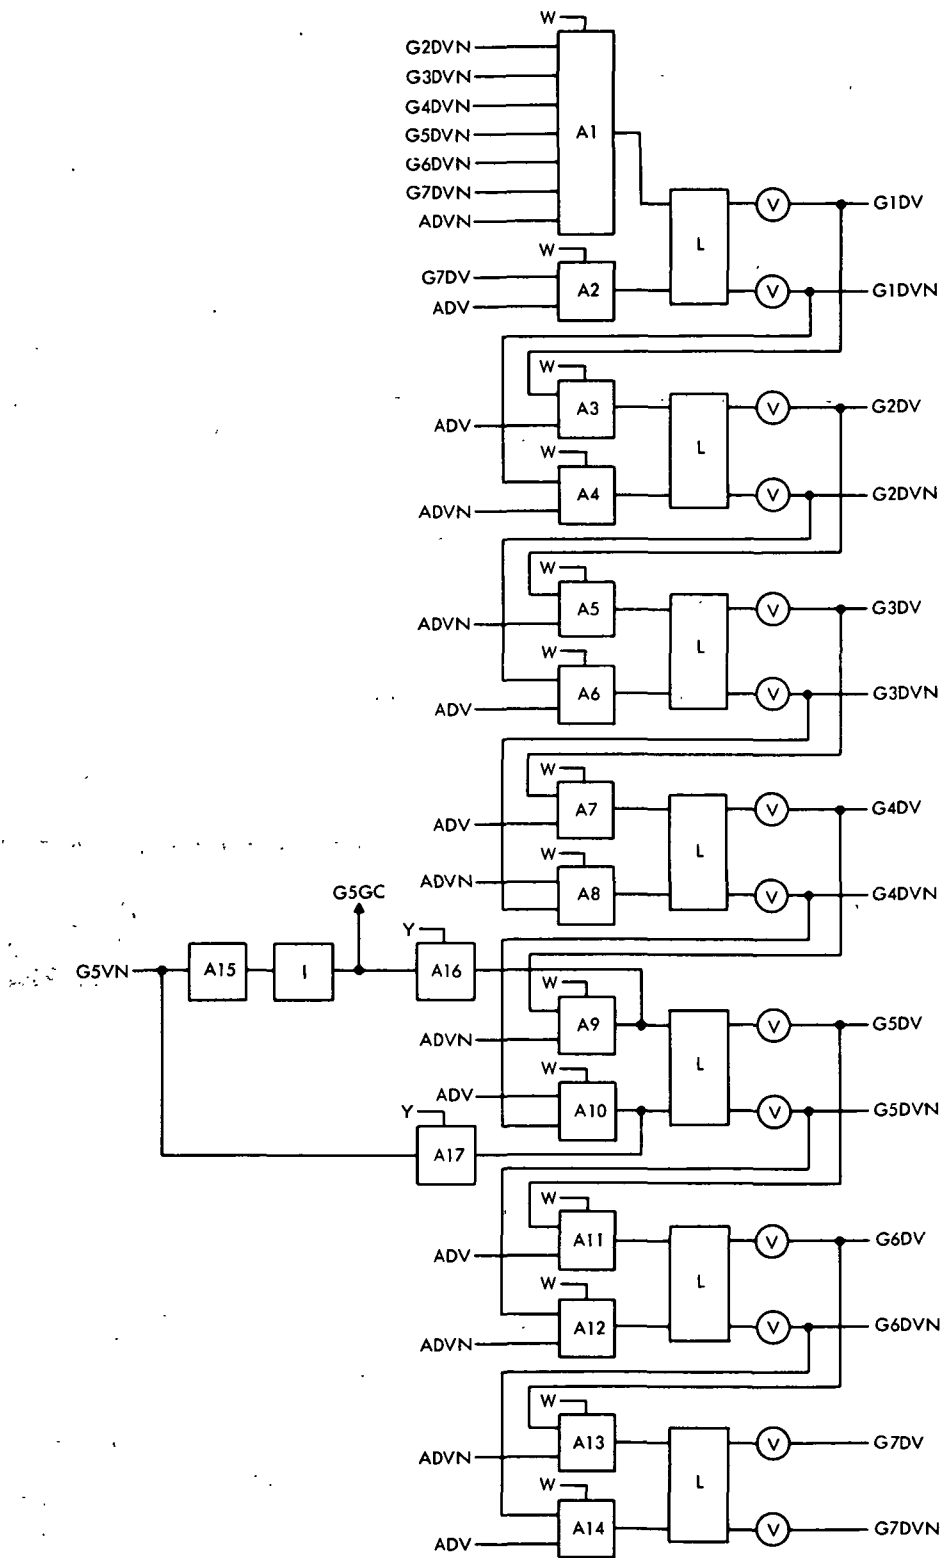 W
G2DVN
G3DVN
G4DVN
G5DVN
G6DVN
G7DVN
ADVN
A1
L
V
G1DV
W
G7DV
ADV
A2
V
G1DVN
W
A3
ADV
L
V
G2DV
W
A4
ADVN
V
G2DVN
W
A5
ADVN
L
V
G3DV
W
A6
ADV
V
G3DVN
W
A7
ADV
L
V
G4DV
W
ADVN
A8
V
G4DVN
G5GC
G5VN
A15
I
Y
A16
W
A9
ADVN
L
V
G5DV
W
ADV
A10
V
G5DVN
Y
A17
W
A11
ADV
L
V
G6DV
W
A12
ADVN
V
G6DVN
W
A13
ADVN
L
V
G7DV
W
A14
ADV
V
G7DVN